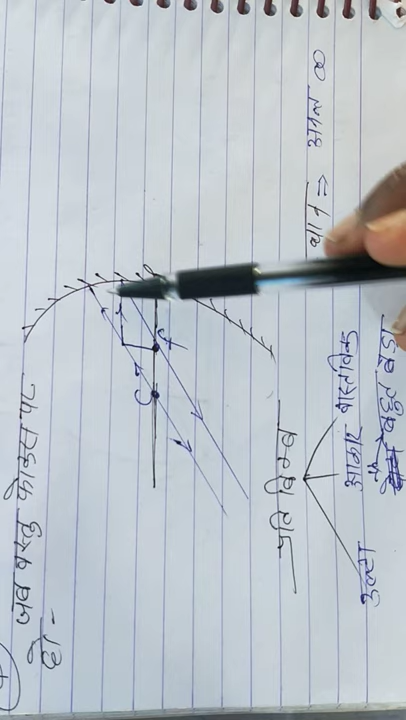 जब वस्तु फोकस पर
है:-
C
f
प्रतिबिम्ब
स्थान ⇒ अनन्त ∞
उल्टा
आकार
वास्तविक
बहुत बड़ा